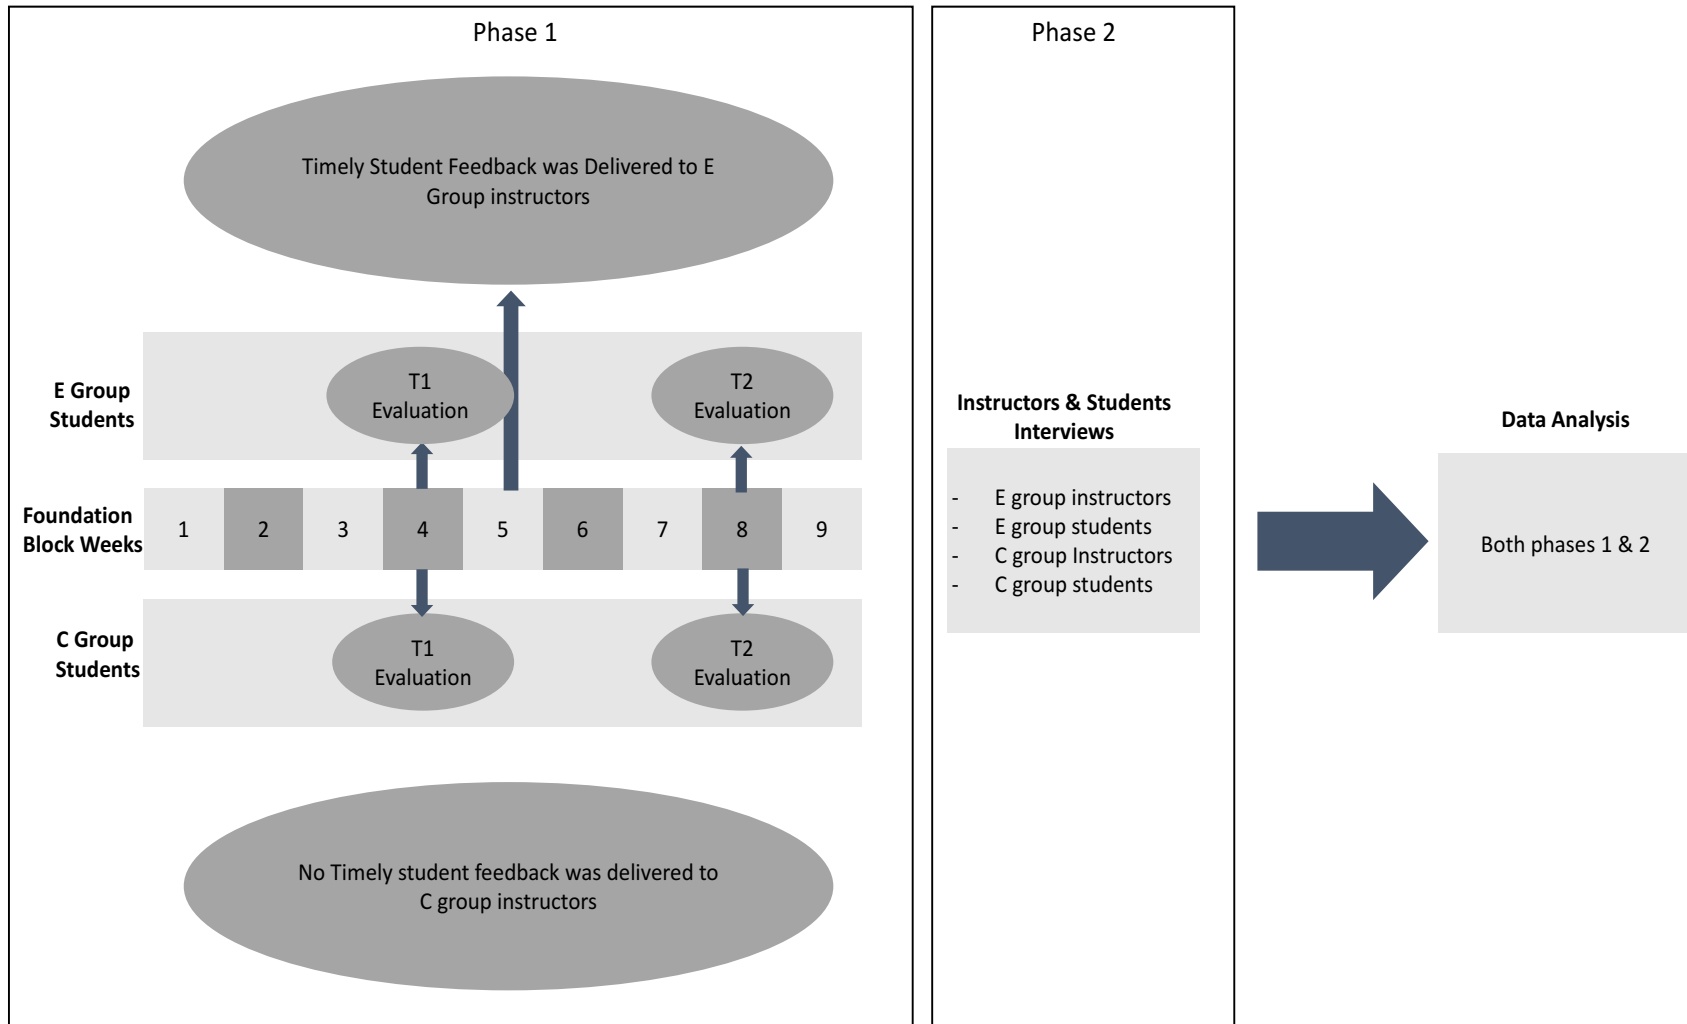 Phase 1
Timely Student Feedback was Delivered to E
Group instructors
E Group
Students
T1
Evaluation
T2
Evaluation
Foundation
Block Weeks
1 2 3 4 5 6 7 8 9
C Group
Students
T1
Evaluation
T2
Evaluation
No Timely student feedback was delivered to
C group instructors
Phase 2
Instructors & Students
Interviews
- E group instructors
- E group students
- C group Instructors
- C group students
Data Analysis
Both phases 1 & 2